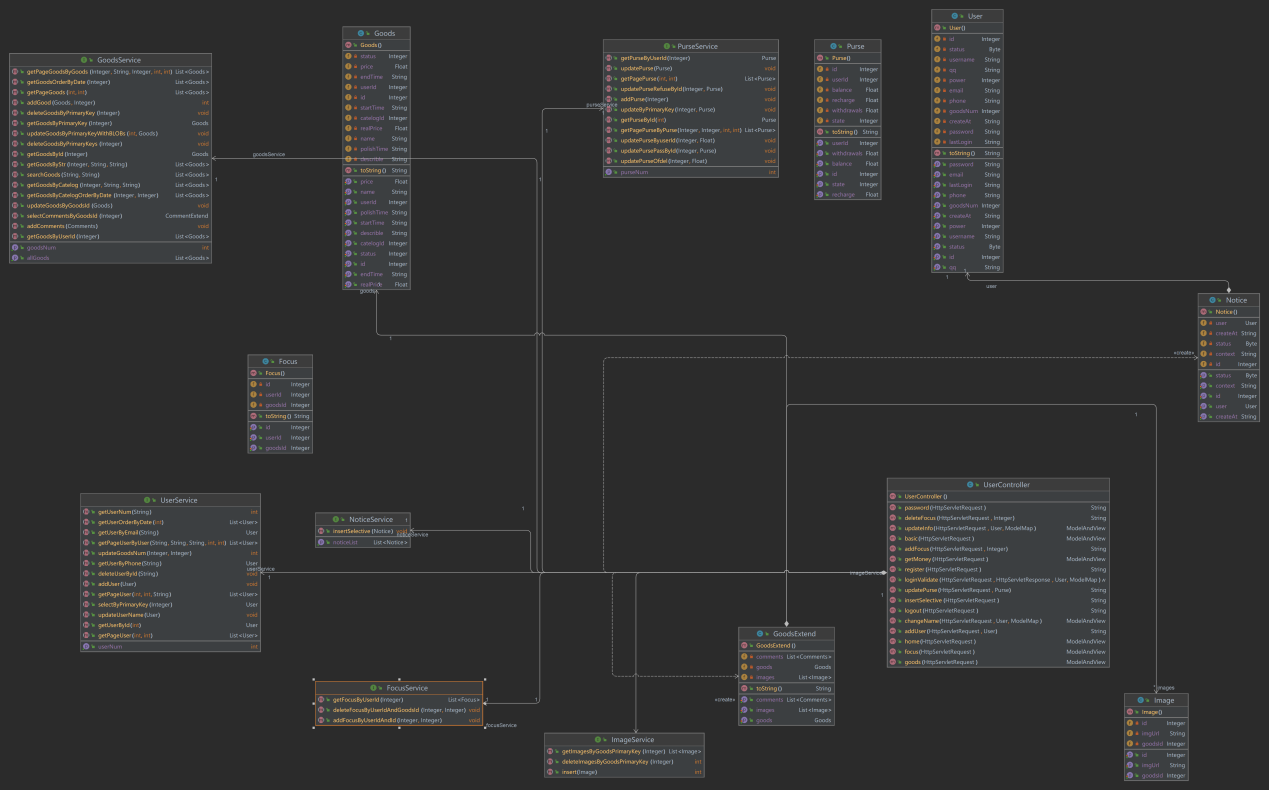 GoodsService
getPageGoodsByGoods (Integer, String, Integer, int, int) List<Goods>
getGoodsOrderByDate (Integer) List<Goods>
getPageGoods (int, int) List<Goods>
addGood (Goods, Integer) int
deleteGoodsByPrimaryKey (Integer) void
getGoodsByPrimaryKey (Integer) Goods
updateGoodsByPrimaryKeyWithBLOBs (int, Goods) void
deleteGoodsByPrimaryKeys (Integer) void
getGoodsById (Integer) Goods
getGoodsByStr (Integer, String, String) List<Goods>
searchGoods (String, String) List<Goods>
getGoodsByCatelog (Integer, String, String) List<Goods>
getGoodsByCatelogOrderByDate (Integer, Integer) List<Goods>
updateGoodsByGoodsId (Goods) void
selectCommentsByGoodsId (Integer) CommentExtend
addComments (Comments) void
getGoodsByUserId (Integer) List<Goods>
goodsNum int
allGoods List<Goods>
Goods
Goods ()
status Integer
price Float
endTime String
userId Integer
id Integer
startTime String
catelogId Integer
realPrice Float
name String
polishTime String
describle String
toString () String
price Float
name String
userId Integer
polishTime String
startTime String
describle String
catelogId Integer
status Integer
id Integer
endTime String
realPrice Float
goods
1
goodsService
1
PurseService
getPurseByUserId(Integer) Purse
updatePurse (Purse) void
getPagePurse(int, int) List<Purse>
updatePurseRefuseById (Integer, Purse) void
addPurse(Integer) void
updateByPrimaryKey (Integer, Purse) void
getPurseById(int) Purse
getPagePurseByPurse(Integer, Integer, int, int) List<Purse>
updatePurseByuserId(Integer, Float) void
updatePursePassById (Integer, Purse) void
updatePurseOfdel(Integer, Float) void
purseNum int
1
1
Purse
Purse()
id Integer
userId Integer
balance Float
recharge Float
withdrawals Float
state Integer
toString() String
userId Integer
withdrawals Float
balance Float
id Integer
state Integer
recharge Float
User
User()
id Integer
status Byte
username String
qq String
power Integer
email String
phone String
goodsNum Integer
createAt String
password String
lastLogin String
toString() String
password String
email String
lastLogin String
phone String
goodsNum Integer
createAt String
power Integer
username String
status Byte
id Integer
qq String
1
user
Notice
Notice()
user User
createAt String
status Byte
context String
id Integer
status Byte
context String
id Integer
user User
createAt String
«create»
1
Focus
Focus()
id Integer
userId Integer
goodsId Integer
toString () String
id Integer
userId Integer
goodsId Integer
UserService
getUserNum(String) int
getUserOrderByDate (int) List<User>
getUserByEmail(String) User
getPageUserByUser (String, String, String, int, int) List<User>
updateGoodsNum(Integer, Integer) int
getUserByPhone(String) User
deleteUserById(String) void
addUser(User) void
getPageUser(int, int, String) List<User>
selectByPrimaryKey (Integer) User
updateUserName (User) void
getUserById(int) User
getPageUser(int, int) List<User>
userNum int
userService
1
NoticeService 1
insertSelective (Notice) void
noticeList List<Notice>
noticeService
1
UserController
UserController ()
password(HttpServletRequest ) String
deleteFocus(HttpServletRequest , Integer) String
updateInfo (HttpServletRequest , User, ModelMap) ModelAndView
basic(HttpServletRequest ) ModelAndView
addFocus(HttpServletRequest , Integer) String
getMoney (HttpServletRequest ) ModelAndView
register (HttpServletRequest ) String
loginValidate (HttpServletRequest , HttpServletResponse , User, ModelMap)
updatePurse (HttpServletRequest , Purse) String
insertSelective (HttpServletRequest ) String
logout (HttpServletRequest ) String
changeName(HttpServletRequest , User, ModelMap) ModelAndView
addUser (HttpServletRequest , User) String
home (HttpServletRequest ) ModelAndView
focus(HttpServletRequest ) ModelAndView
goods (HttpServletRequest ) ModelAndView
imageService
1
FocusService
getFocusByUserId(Integer) List<Focus>
deleteFocusByUserIdAndGoodsId (Integer, Integer) void
addFocusByUserIdAndId (Integer, Integer) void
1
focusService
GoodsExtend
GoodsExtend ()
comments List<Comments>
goods Goods
images List<Image>
toString () String
comments List<Comments>
images List<Image>
goods Goods
«create»
ImageService
getImagesByGoodsPrimaryKey (Integer) List<Image>
deleteImagesByGoodsPrimaryKey (Integer) int
insert(Image) int
images
Image
Image()
id Integer
imgUrl String
goodsId Integer
id Integer
imgUrl String
goodsId Integer